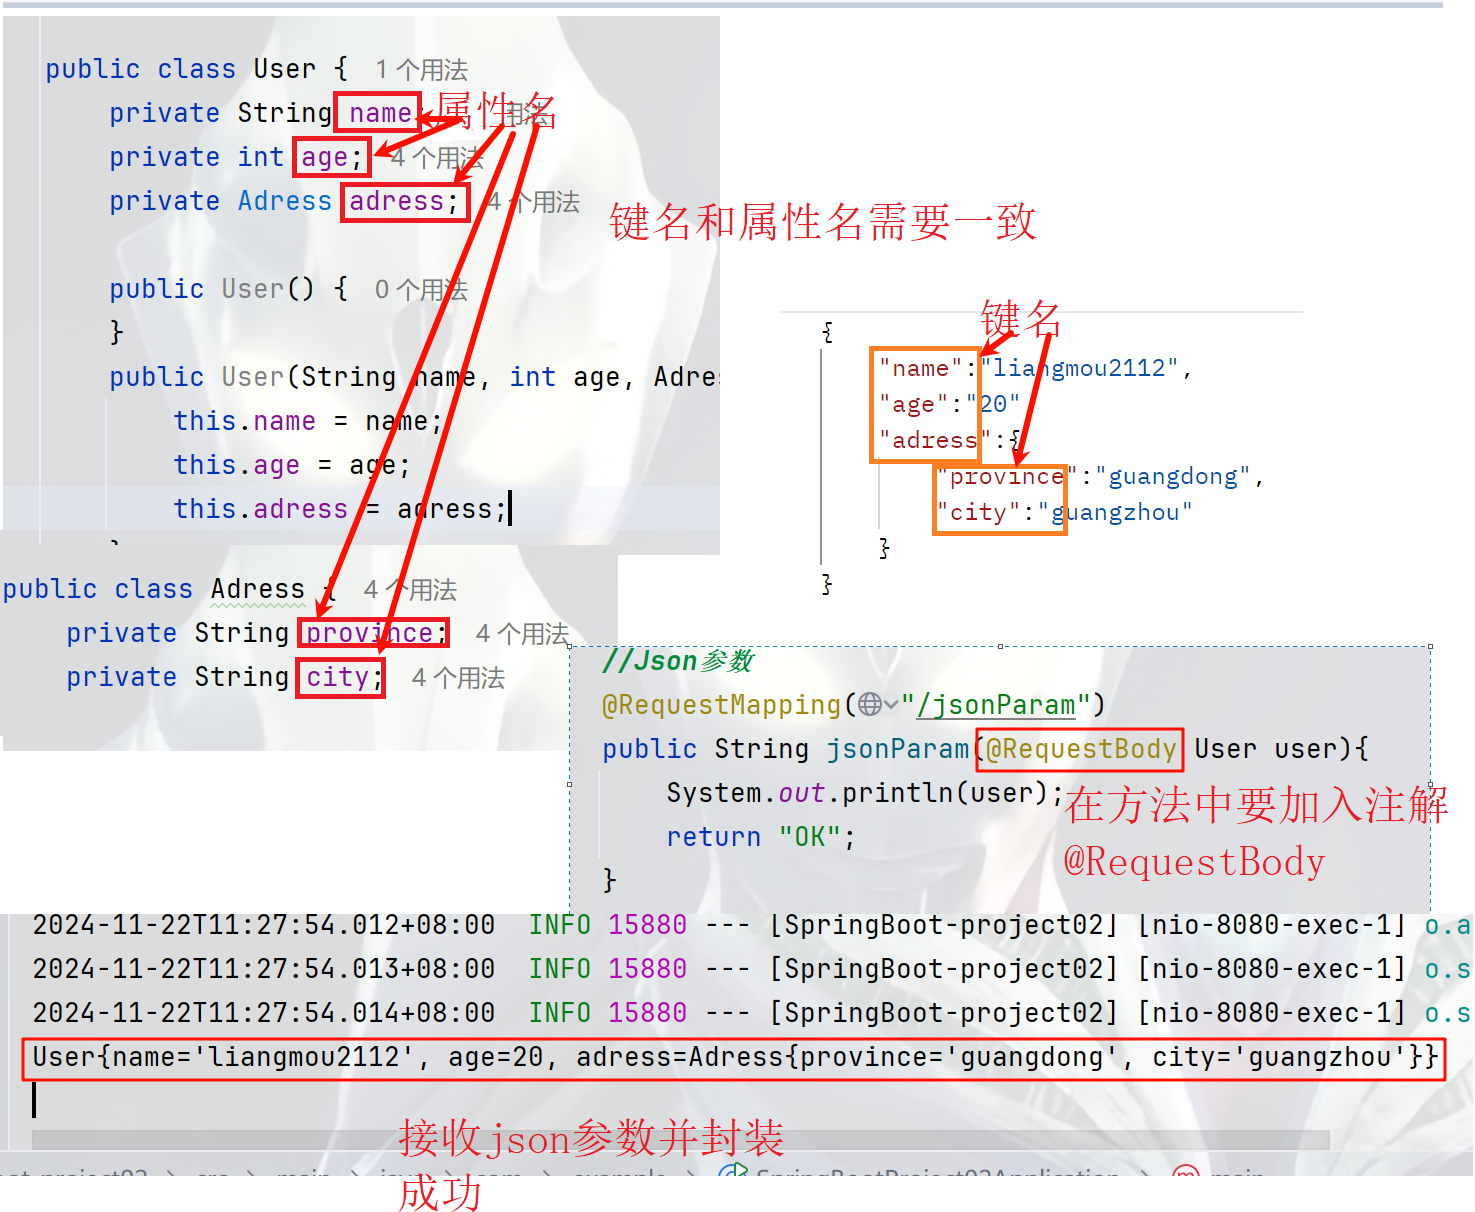 public class User {   1 个用法
private String name; 用法
属性名
private int age;   4 个用法
private Adress adress;   4 个用法
键名和属性名需要一致
public User() {   0 个用法
}
public User(String name, int age, Adres
this.name = name;
this.age = age;
this.adress = adress;
public class Adress {   4 个用法
private String province;   4 个用法
private String city;   4 个用法
键名
{
"name":"liangmou2112",
"age":"20"
"adress":{
"province":"guangdong",
"city":"guangzhou"
}
}
//Json参数
@RequestMapping("/jsonParam")
public String jsonParam(@RequestBody User user){
System.out.println(user);
return "OK";
}
在方法中要加入注解
@RequestBody
2024-11-22T11:27:54.012+08:00  INFO 15880 --- [SpringBoot-project02] [nio-8080-exec-1] o.a
2024-11-22T11:27:54.013+08:00  INFO 15880 --- [SpringBoot-project02] [nio-8080-exec-1] o.s
2024-11-22T11:27:54.014+08:00  INFO 15880 --- [SpringBoot-project02] [nio-8080-exec-1] o.s
User{name='liangmou2112', age=20, adress=Adress{province='guangdong', city='guangzhou'}}
接收json参数并封装
成功